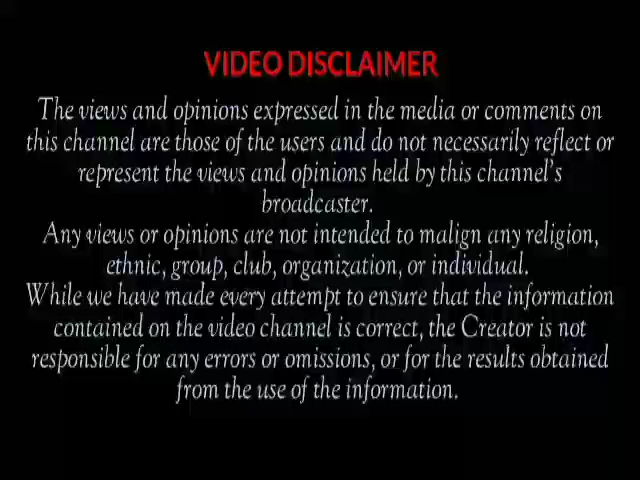 VIDEO DISCLAIMER
The views and opinions expressed in the media or comments on
this channel are those of the users and do not necessarily reflect or
represent the views and opinions held by this channel's
broadcaster.
Any views or opinions are not intended to malign any religion,
ethnic, group, club, organization, or individual.
While we have made every attempt to ensure that the information
contained on the video channel is correct, the Creator is not
responsible for any errors or omissions, or for the results obtained
from the use of the information.